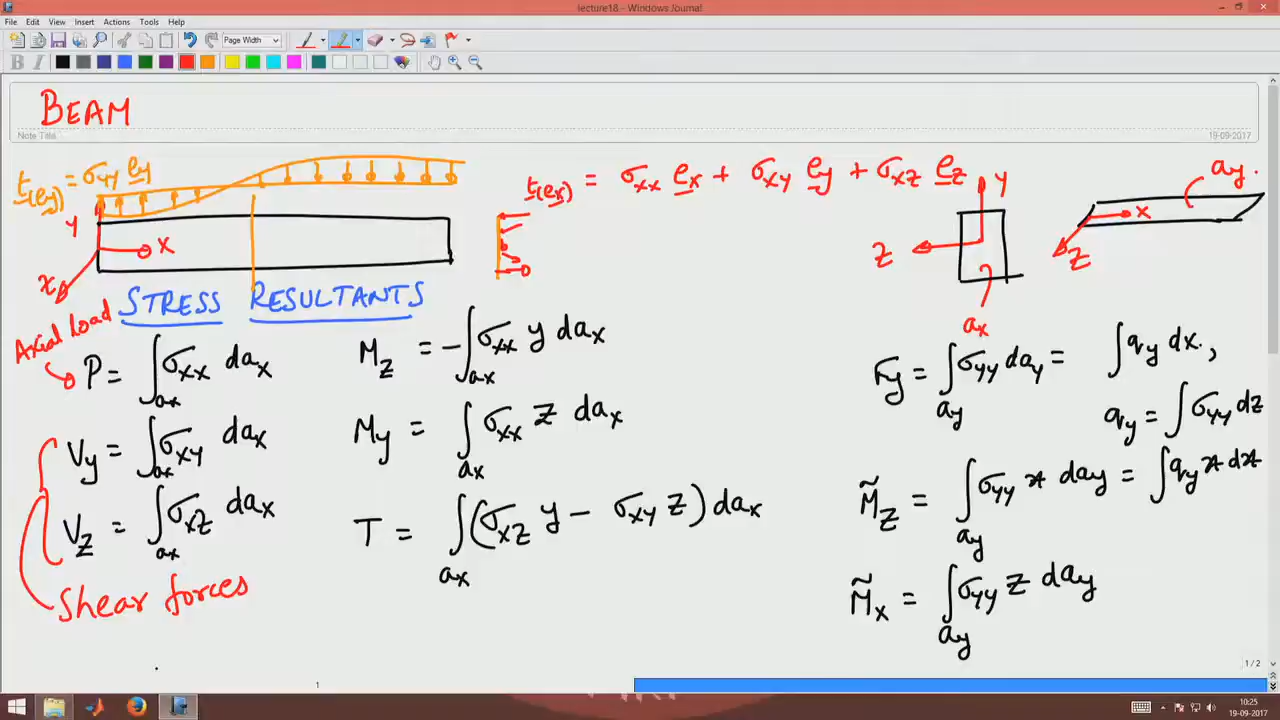 lecture18 - Windows Journal
File Edit View Insert Actions Tools Help
Page Width
B I
BEAM
Note Title
19-09-2017
t(ey) = σyy ey
t(ex) = σxx ex + σxy ey + σxz ez
Y
X
Y
Z
ax
ay.
X
Z
STRESS RESULTANTS
Axial load
P = ∫ax σxx dax
Mz = -∫ax σxx y dax
Fy = ∫ay σyy day = ∫qy dx.,
qy = ∫σyy dz
Vy = ∫ax σxy dax
My = ∫ax σxx z dax
M̃z = ∫ay σyy x day = ∫qy x dx
Vz = ∫ax σxz dax
T = ∫ax (σxz y - σxy z) dax
M̃x = ∫ay σyy z day
Shear forces
1/2
1
10:25
19-09-2017